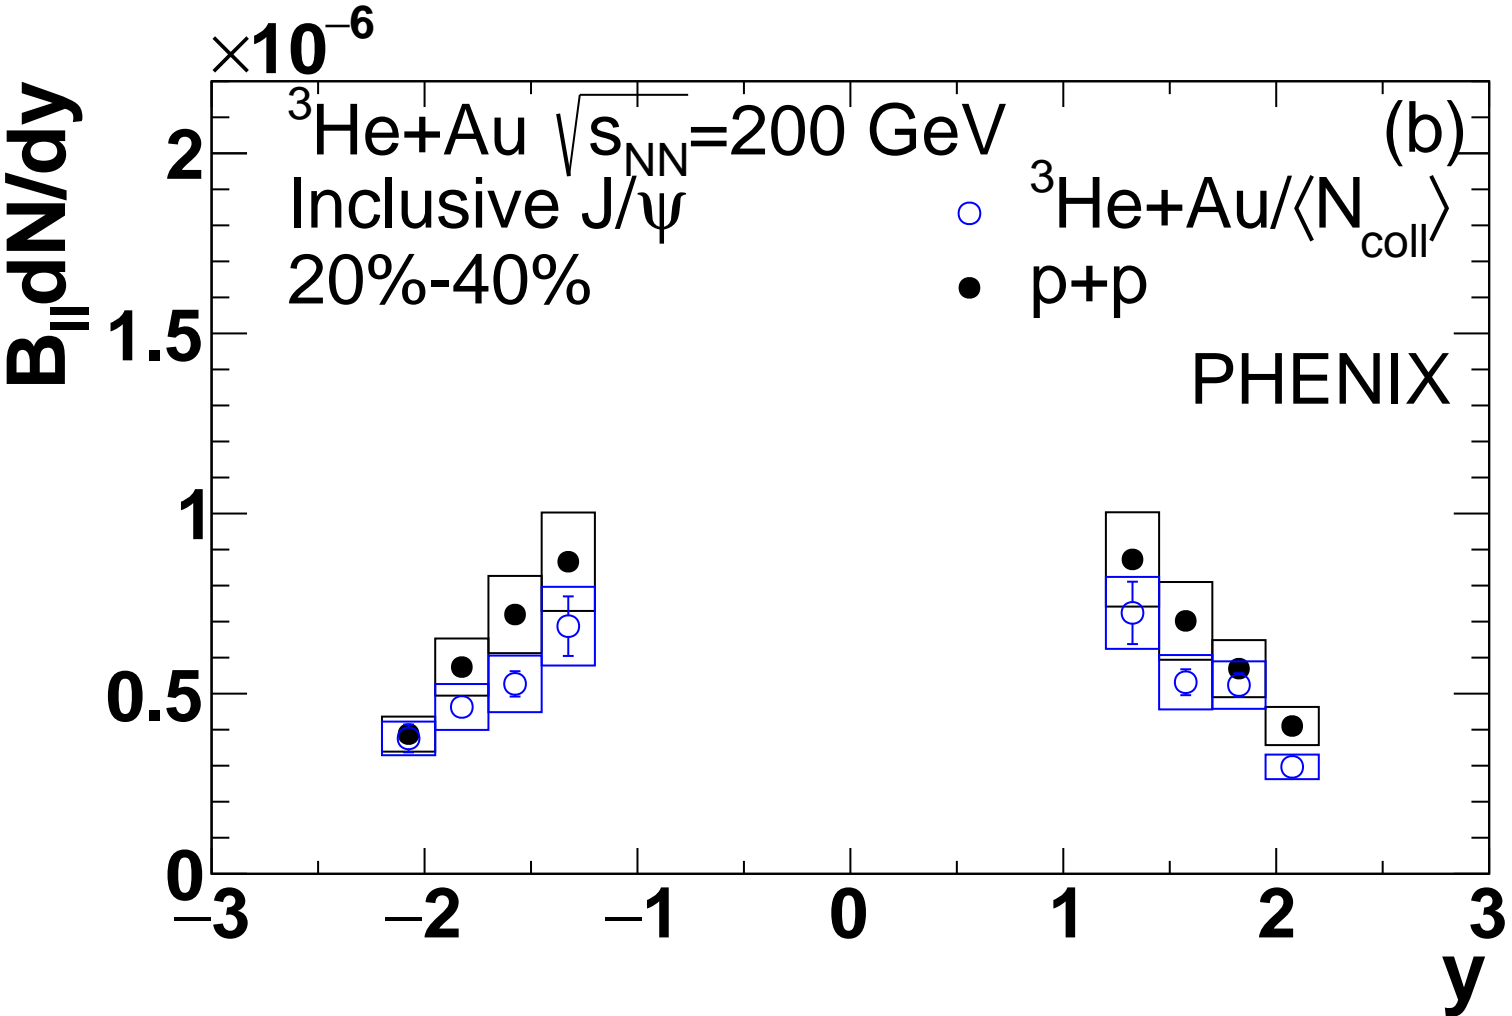 ×10⁻⁶
B_ll dN/dy
³He+Au √s_NN=200 GeV (b)
Inclusive J/ψ
20%-40%
³He+Au/⟨N_coll⟩
p+p
PHENIX
2
1.5
1
0.5
0
−3 −2 −1 0 1 2 3
y